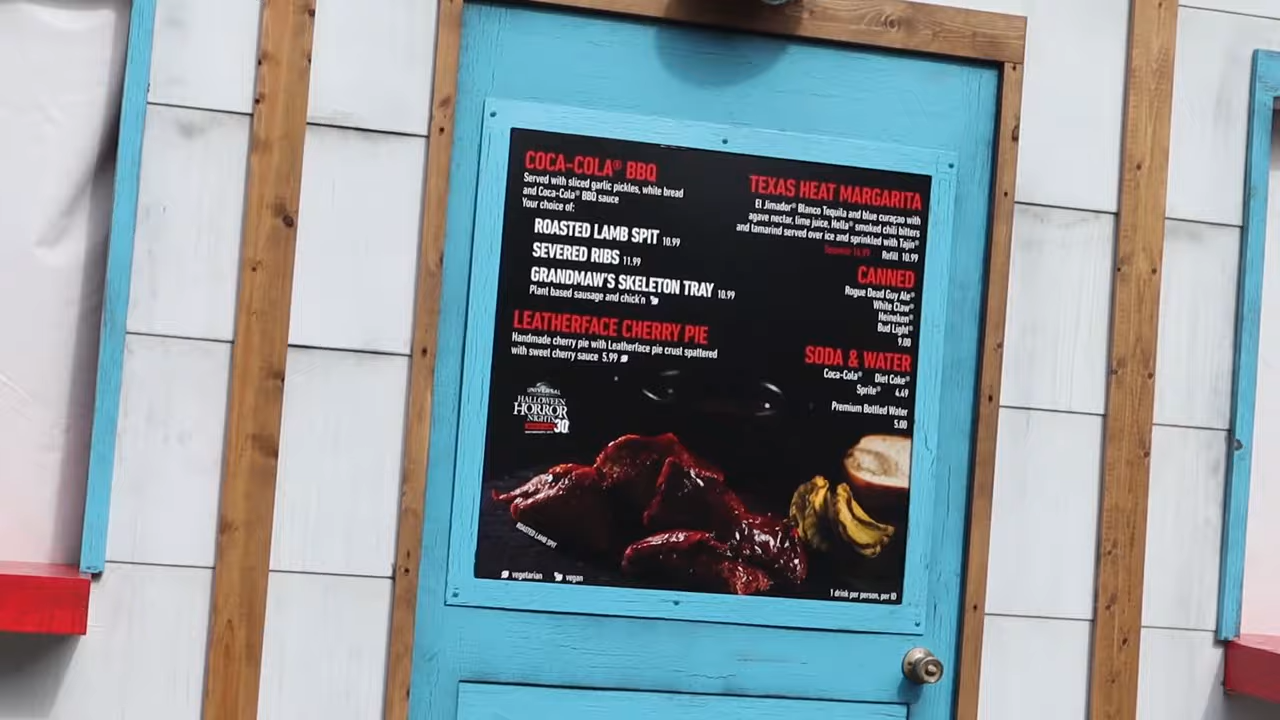 COCA-COLA® BBQ
Served with sliced garlic pickles, white bread
and Coca-Cola® BBQ sauce
Your choice of:
ROASTED LAMB SPIT 10.99
SEVERED RIBS 11.99
GRANDMAW'S SKELETON TRAY 10.99
Plant based sausage and chick'n
LEATHERFACE CHERRY PIE
Handmade cherry pie with Leatherface pie crust spattered
with sweet cherry sauce 5.99
UNIVERSAL
HALLOWEEN
HORROR
NIGHTS
30
ROASTED LAMB SPIT
vegetarian vegan
TEXAS HEAT MARGARITA
El Jimador® Blanco Tequila and blue curaçao with
agave nectar, lime juice, Hella® smoked chili bitters
and tamarind served over ice and sprinkled with Tajín®
Souvenir Refill 10.99
CANNED
Rogue Dead Guy Ale®
White Claw®
Heineken®
Bud Light®
9.00
SODA & WATER
Coca-Cola® Diet Coke®
Sprite® 4.49
Premium Bottled Water
5.00
1 drink per person, per ID